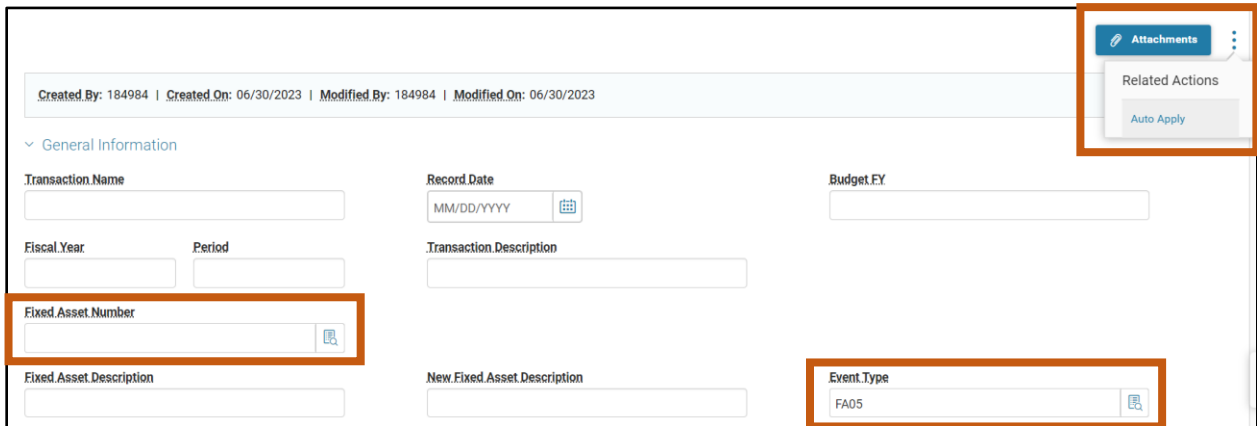 Attachments
Related Actions
Auto Apply
Created By: 184984 | Created On: 06/30/2023 | Modified By: 184984 | Modified On: 06/30/2023
General Information
Transaction Name Record Date Budget FY
MM/DD/YYYY
Fiscal Year Period Transaction Description
Fixed Asset Number
Fixed Asset Description New Fixed Asset Description Event Type
FA05